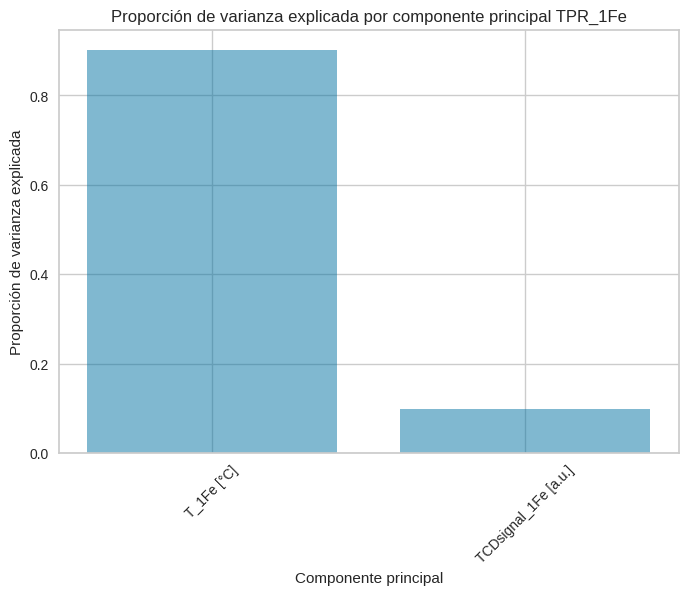 Proporción de varianza explicada por componente principal TPR_1Fe
Proporción de varianza explicada
0.8
0.6
0.4
0.2
0.0
T_1Fe [°C]
TCDsignal_1Fe [a.u.]
Componente principal